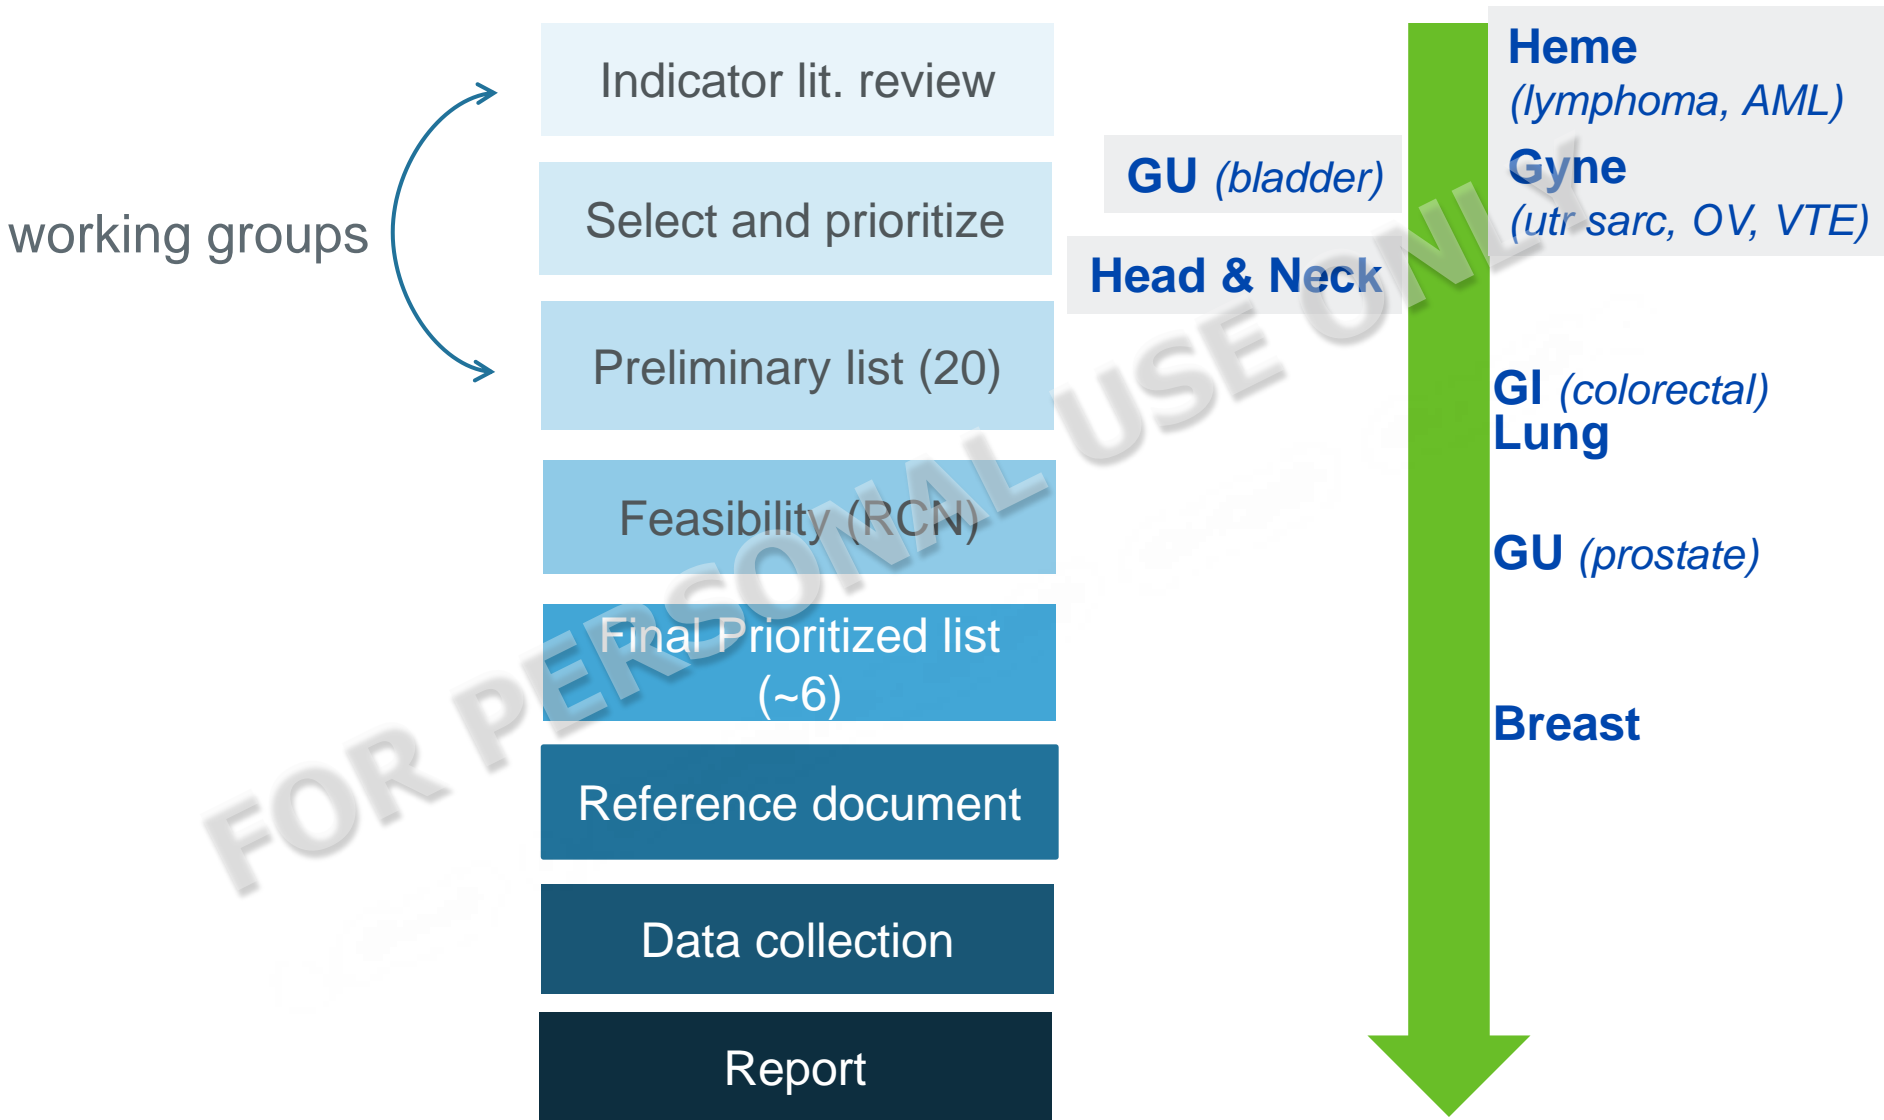 working groups
Indicator lit. review
Select and prioritize
Preliminary list (20)
Feasibility (RCN)
Final Prioritized list
(~6)
Reference document
Data collection
Report
GU (bladder)
Head & Neck
Heme
(lymphoma, AML)
Gyne
(utr sarc, OV, VTE)
GI (colorectal)
Lung
GU (prostate)
Breast
FOR PERSONAL USE ONLY